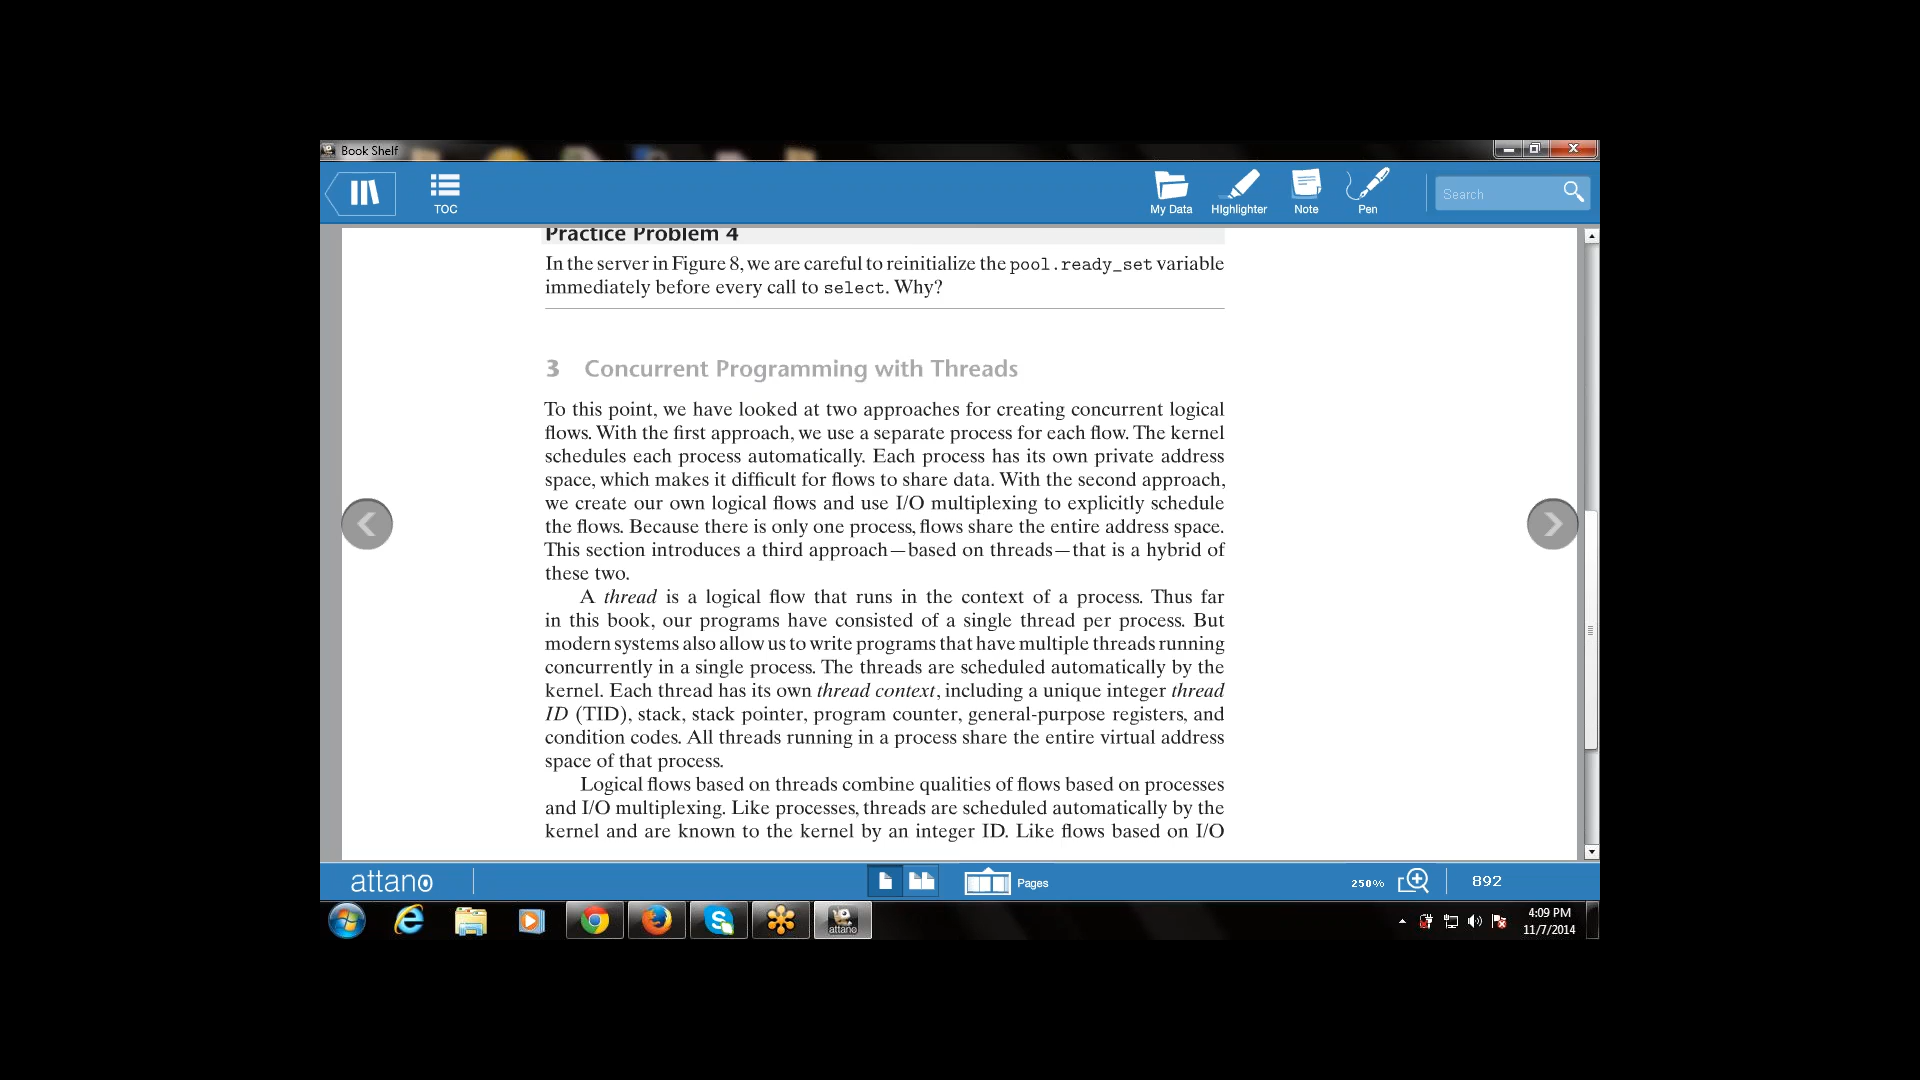 Book Shelf
TOC
My Data
HIghlighter
Note
Pen
Search
Practice Problem 4
In the server in Figure 8, we are careful to reinitialize the pool.ready_set variable
immediately before every call to select. Why?
3 Concurrent Programming with Threads
To this point, we have looked at two approaches for creating concurrent logical
flows. With the first approach, we use a separate process for each flow. The kernel
schedules each process automatically. Each process has its own private address
space, which makes it difficult for flows to share data. With the second approach,
we create our own logical flows and use I/O multiplexing to explicitly schedule
the flows. Because there is only one process, flows share the entire address space.
This section introduces a third approach—based on threads—that is a hybrid of
these two.
A thread is a logical flow that runs in the context of a process. Thus far
in this book, our programs have consisted of a single thread per process. But
modern systems also allow us to write programs that have multiple threads running
concurrently in a single process. The threads are scheduled automatically by the
kernel. Each thread has its own thread context, including a unique integer thread
ID (TID), stack, stack pointer, program counter, general-purpose registers, and
condition codes. All threads running in a process share the entire virtual address
space of that process.
Logical flows based on threads combine qualities of flows based on processes
and I/O multiplexing. Like processes, threads are scheduled automatically by the
kernel and are known to the kernel by an integer ID. Like flows based on I/O
attano
Pages
250%
892
attano
4:09 PM
11/7/2014